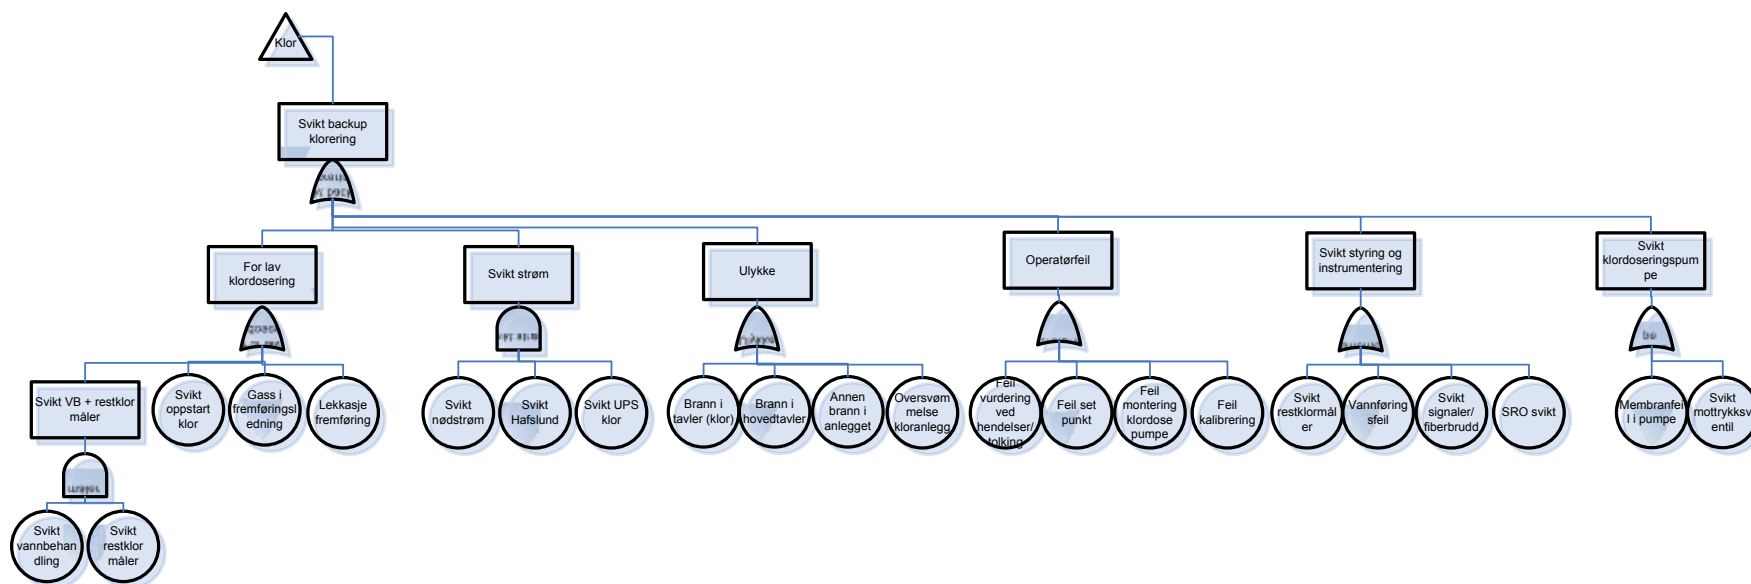 Klor
Svikt backup
klorering
For lav
klordosering
Svikt strøm
Ulykke
Operatørfeil
Svikt styring og
instrumentering
Svikt
klordoseringspum
pe
Svikt VB + restklor
måler
Svikt
oppstart
klor
Gass i
fremføringsl
edning
Lekkasje
fremføring
Svikt
nødstrøm
Svikt
Hafslund
Svikt UPS
klor
Brann i
tavler (klor)
Brann i
hovedtavler
Annen
brann i
anlegget
Oversvøm
melse
kloranlegg
Feil
vurdering
ved
hendelser/
tolking
Feil set
punkt
Feil
montering
klordose
pumpe
Feil
kalibrering
Svikt
restklormål
er
Vannføring
sfeil
Svikt
signaler/
fiberbrudd
SRO svikt
Membranfei
l i pumpe
Svikt
mottrykksv
entil
Svikt
vannbehan
dling
Svikt
restklor
måler